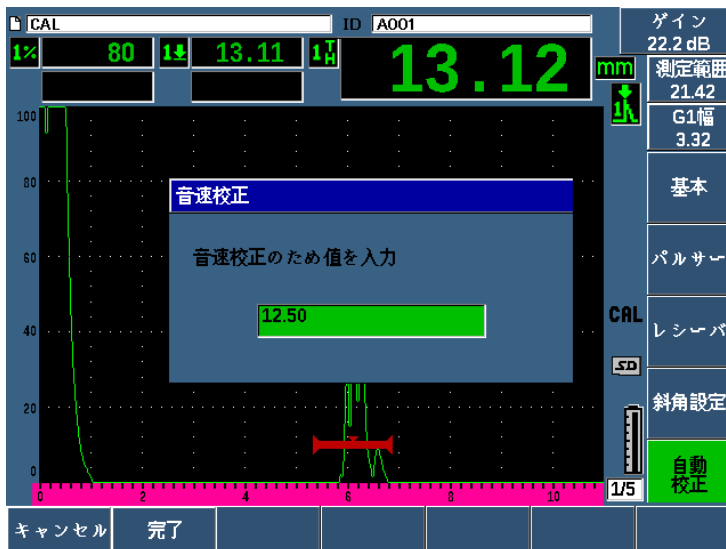 CAL
ID A001
ゲイン
22.2 dB
1% 80
1 13.11
1TH 13.12
mm
測定範囲
21.42
G1幅
3.32
基本
パルサー
レシーバ
斜角設定
自動
校正
100
80
60
40
20
0
音速校正
音速校正のため値を入力
12.50
CAL
SD
1
0 2 4 6 8 10
1/5
キャンセル
完了